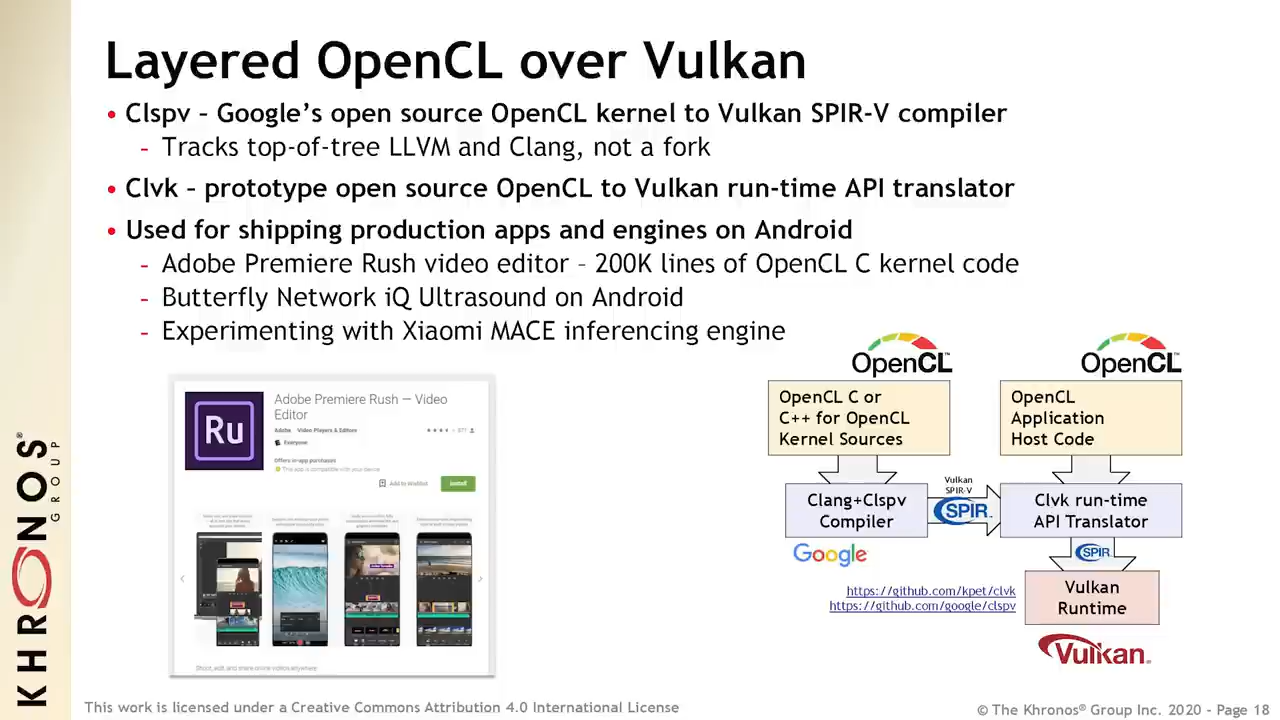 Layered OpenCL over Vulkan
• Clspv – Google's open source OpenCL kernel to Vulkan SPIR-V compiler
- Tracks top-of-tree LLVM and Clang, not a fork
• Clvk – prototype open source OpenCL to Vulkan run-time API translator
• Used for shipping production apps and engines on Android
- Adobe Premiere Rush video editor – 200K lines of OpenCL C kernel code
- Butterfly Network iQ Ultrasound on Android
- Experimenting with Xiaomi MACE inferencing engine
Ru
Adobe Premiere Rush — Video
Editor
Adobe Video Players & Editors
Everyone
Offers in-app purchases
This app is compatible with your device.
Add to Wishlist
Install
Shoot, edit, and share online videos anywhere.
OpenCL
OpenCL
OpenCL C or
C++ for OpenCL
Kernel Sources
OpenCL
Application
Host Code
Vulkan
SPIR-V
SPIR
Clang+Clspv
Compiler
Clvk run-time
API Translator
Google
SPIR
https://github.com/kpet/clvk
https://github.com/google/clspv
Vulkan
Runtime
Vulkan
KHRONOS®
GROUP
This work is licensed under a Creative Commons Attribution 4.0 International License
© The Khronos® Group Inc. 2020 - Page 18